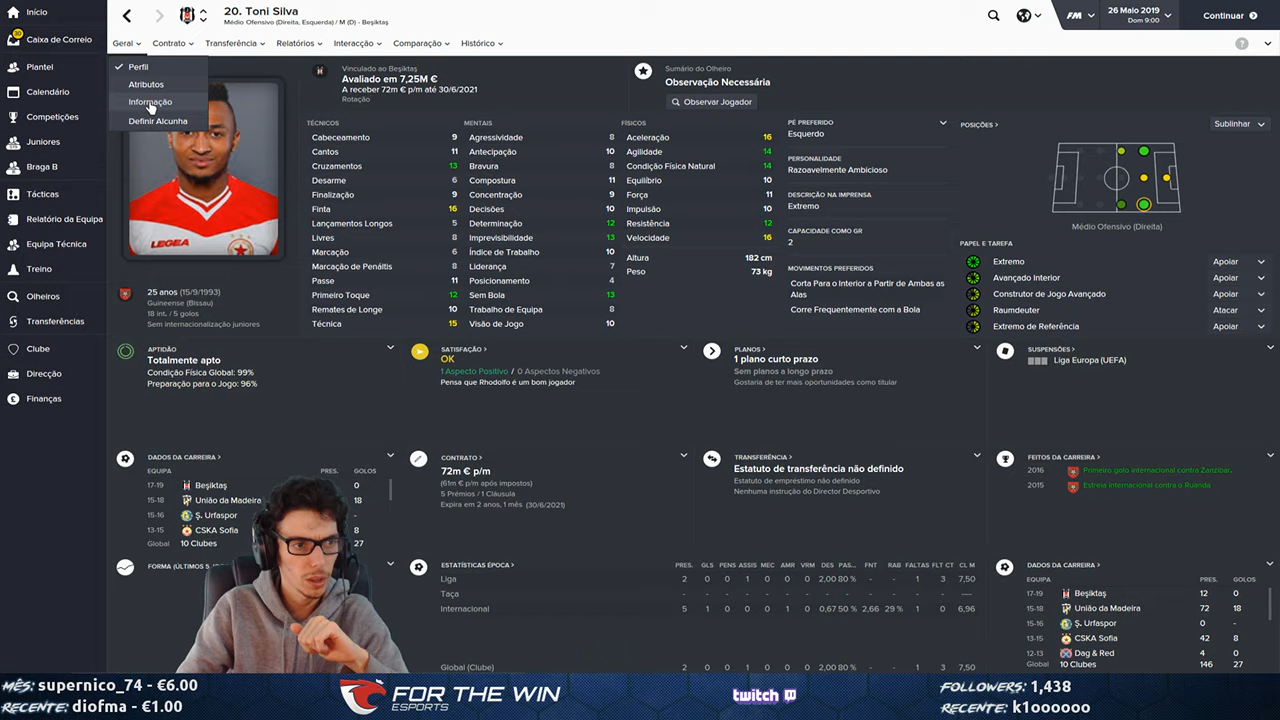 Início
Caixa de Correio
30
Plantel
Calendário
Competições
Juniores
Braga B
Tácticas
Relatório da Equipa
Equipa Técnica
Treino
Olheiros
Transferências
Clube
Direcção
Finanças
20. Toni Silva
Médio Ofensivo (Direita, Esquerda) / M (D) - Beşiktaş
FM
26 Maio 2019
Dom 9:00
Continuar
Geral
Contrato
Transferência
Relatórios
Interacção
Comparação
Histórico
Perfil
Atributos
Informação
Definir Alcunha
LEGEA
25 anos (15/9/1993)
Guineense (Bissau)
18 int. / 5 golos
Sem internacionalização juniores
Vinculado ao Beşiktaş
Avaliado em 7,25M €
A receber 72m € p/m até 30/6/2021
Rotação
Sumário do Olheiro
Observação Necessária
Observar Jogador
TÉCNICOS
Cabeceamento 9
Cantos 11
Cruzamentos 13
Desarme 6
Finalização 9
Finta 16
Lançamentos Longos 5
Livres 8
Marcação 6
Marcação de Penáltis 8
Passe 11
Primeiro Toque 12
Remates de Longe 10
Técnica 15
MENTAIS
Agressividade 8
Antecipação 10
Bravura 8
Compostura 11
Concentração 9
Decisões 10
Determinação 12
Imprevisibilidade 13
Índice de Trabalho 10
Liderança 7
Posicionamento 4
Sem Bola 13
Trabalho de Equipa 8
Visão de Jogo 10
FÍSICOS
Aceleração 16
Agilidade 14
Condição Física Natural 14
Equilíbrio 10
Força 11
Impulsão 10
Resistência 12
Velocidade 16
Altura 182 cm
Peso 73 kg
PÉ PREFERIDO
Esquerdo
PERSONALIDADE
Razoavelmente Ambicioso
DESCRIÇÃO NA IMPRENSA
Extremo
CAPACIDADE COMO GR
2
MOVIMENTOS PREFERIDOS
Corta Para o Interior a Partir de Ambas as
Alas
Corre Frequentemente com a Bola
POSIÇÕES >
Sublinhar
Médio Ofensivo (Direita)
PAPEL E TAREFA
Extremo Apoiar
Avançado Interior Apoiar
Construtor de Jogo Avançado Apoiar
Raumdeuter Atacar
Extremo de Referência Apoiar
APTIDÃO
Totalmente apto
Condição Física Global: 99%
Preparação para o Jogo: 96%
SATISFAÇÃO >
OK
1 Aspecto Positivo / 0 Aspectos Negativos
Pensa que Rhodolfo é um bom jogador
PLANOS >
1 plano curto prazo
Sem planos a longo prazo
Gostaria de ter mais oportunidades como titular
SUSPENSÕES >
Liga Europa (UEFA)
DADOS DA CARREIRA >
EQUIPA PRES. GOLOS
17-19 Beşiktaş 0
15-18 União da Madeira 18
15-16 Ş. Urfaspor -
13-15 CSKA Sofia 8
Global 10 Clubes 27
CONTRATO >
72m € p/m
(61m € p/m após impostos)
5 Prémios / 1 Cláusula
Expira em 2 anos, 1 mês (30/6/2021)
TRANSFERÊNCIA >
Estatuto de transferência não definido
Estatuto de empréstimo não definido
Nenhuma instrução do Director Desportivo
FEITOS DA CARREIRA >
2016 Primeiro golo internacional contra Zanzibar.
2015 Estreia internacional contra o Ruanda
FORMA (ÚLTIMOS 5
ESTATÍSTICAS ÉPOCA > PRES. GLS PENS ASSIS MEC AMR VRM DES PAS... FNT RAB FALTAS FLT CT CL M
Liga 2 0 0 1 0 0 0 2,00 80 % - - 1 3 7,50
Taça - - - - - - - - - - - - - ----
Internacional 5 1 0 0 0 1 0 0,67 50 % 2,66 29 % 1 0 6,96
Global (Clube) 2 0 0 1 0 0 0 2,00 80 % - - 1 3 7,50
DADOS DA CARREIRA >
EQUIPA PRES. GOLOS
17-19 Beşiktaş 12 0
15-18 União da Madeira 72 18
15-16 Ş. Urfaspor 0 -
13-15 CSKA Sofia 42 8
12-13 Dag & Red 4 0
Global 10 Clubes 146 27
MÊS: supernico_74 - €6.00
RECENTE: diofma - €1.00
FOR THE WIN
ESPORTS
twitch
FOLLOWERS: 1,438
RECENTE: k1oooooo